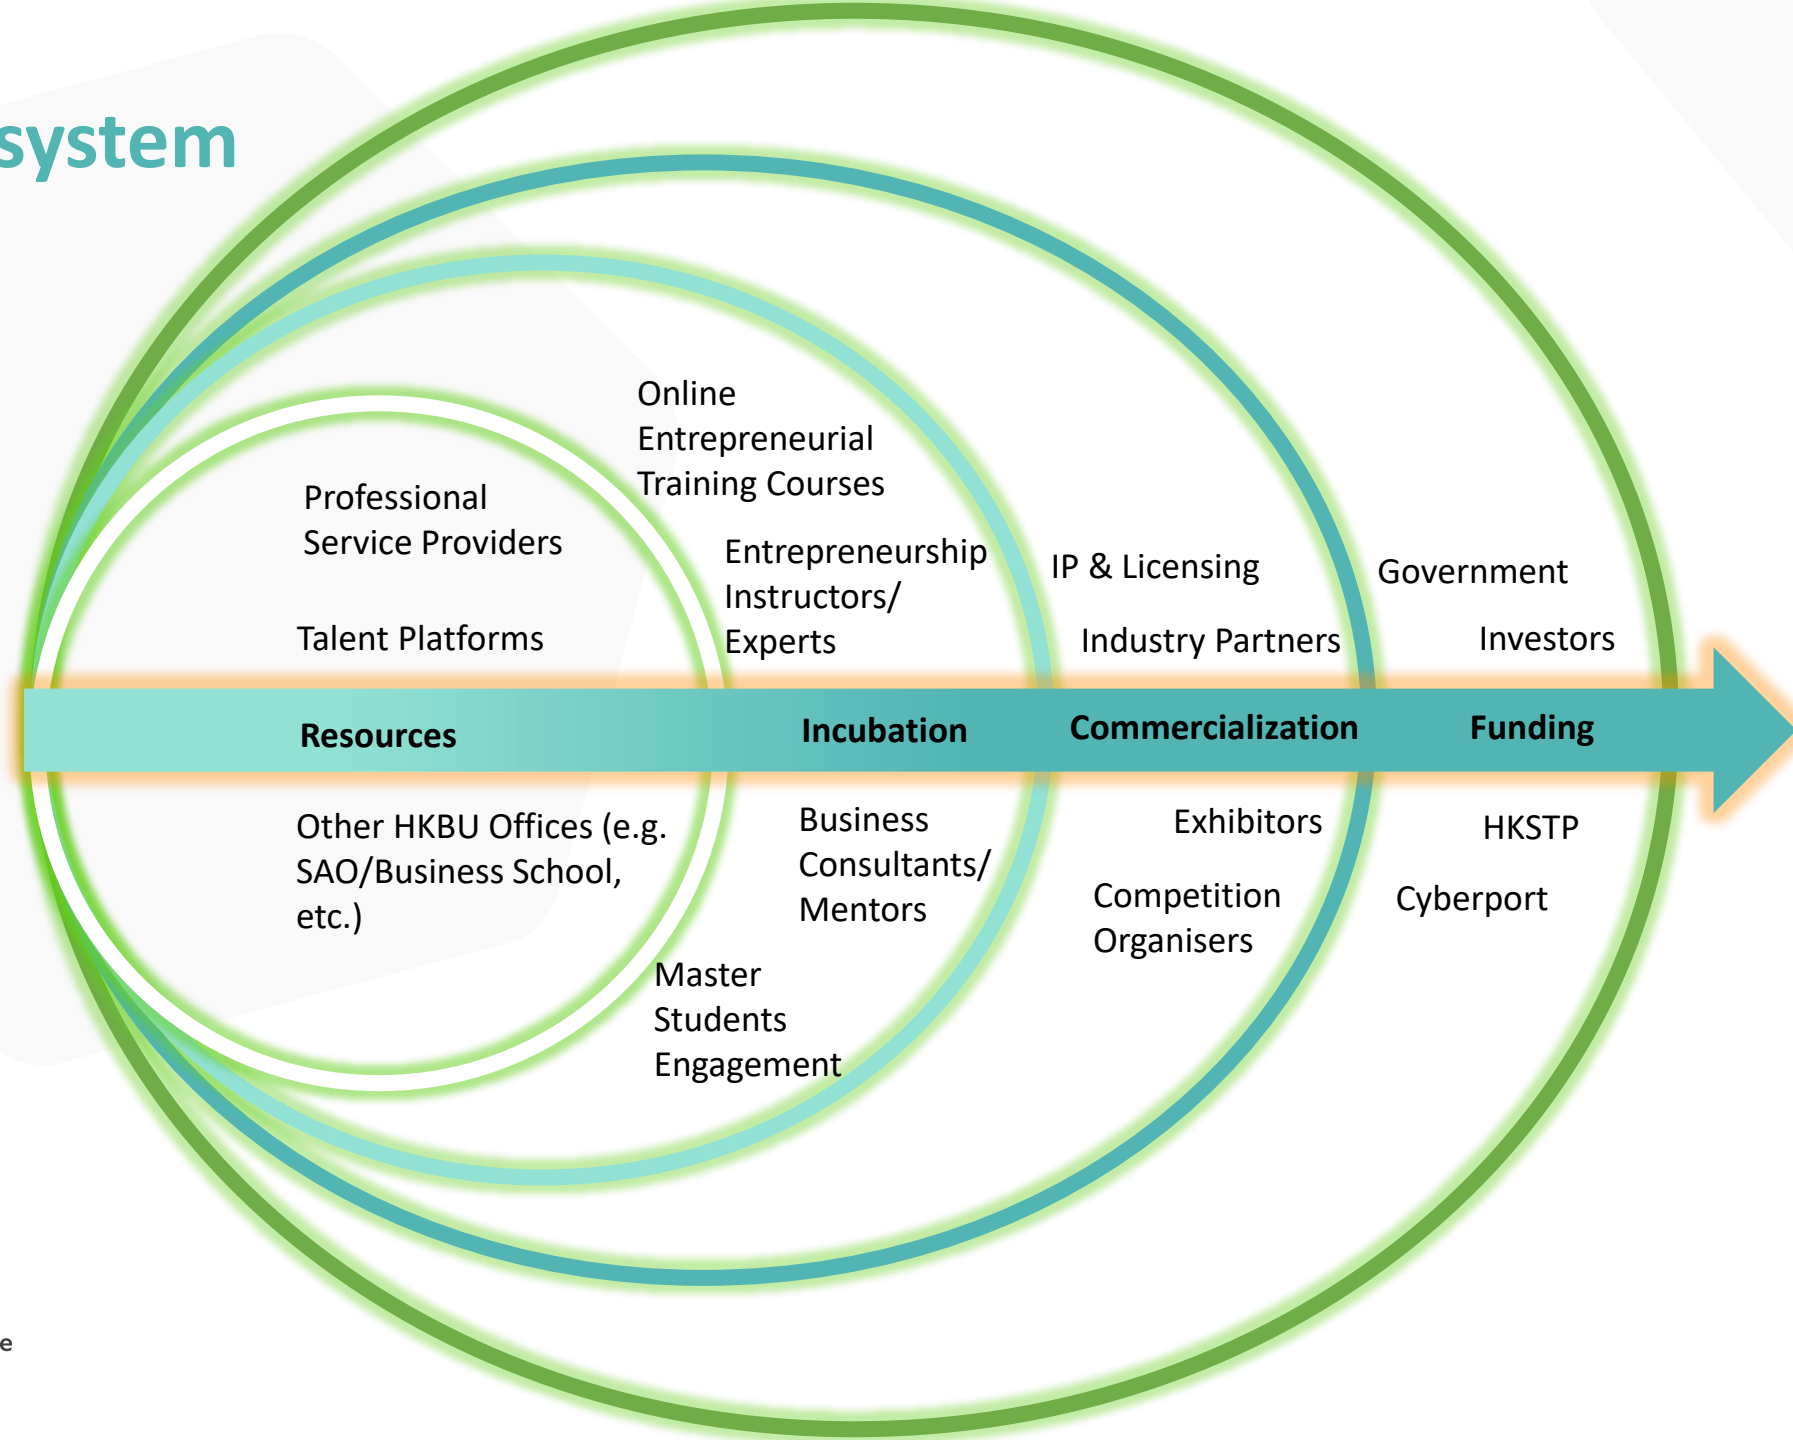 system
Online
Entrepreneurial
Training Courses
Professional
Service Providers
Entrepreneurship
Instructors/
Experts
IP & Licensing
Government
Talent Platforms
Industry Partners
Investors
Resources
Incubation
Commercialization
Funding
Other HKBU Offices (e.g.
SAO/Business School,
etc.)
Business
Consultants/
Mentors
Exhibitors
HKSTP
Competition
Organisers
Cyberport
Master
Students
Engagement
e